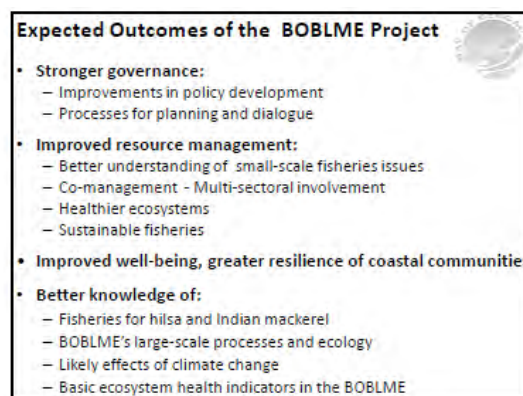 Expected Outcomes of the BOBLME Project
• Stronger governance:
– Improvements in policy development
– Processes for planning and dialogue
• Improved resource management:
– Better understanding of small-scale fisheries issues
– Co-management - Multi-sectoral involvement
– Healthier ecosystems
– Sustainable fisheries
• Improved well-being, greater resilience of coastal communitie
• Better knowledge of:
– Fisheries for hilsa and Indian mackerel
– BOBLME's large-scale processes and ecology
– Likely effects of climate change
– Basic ecosystem health indicators in the BOBLME